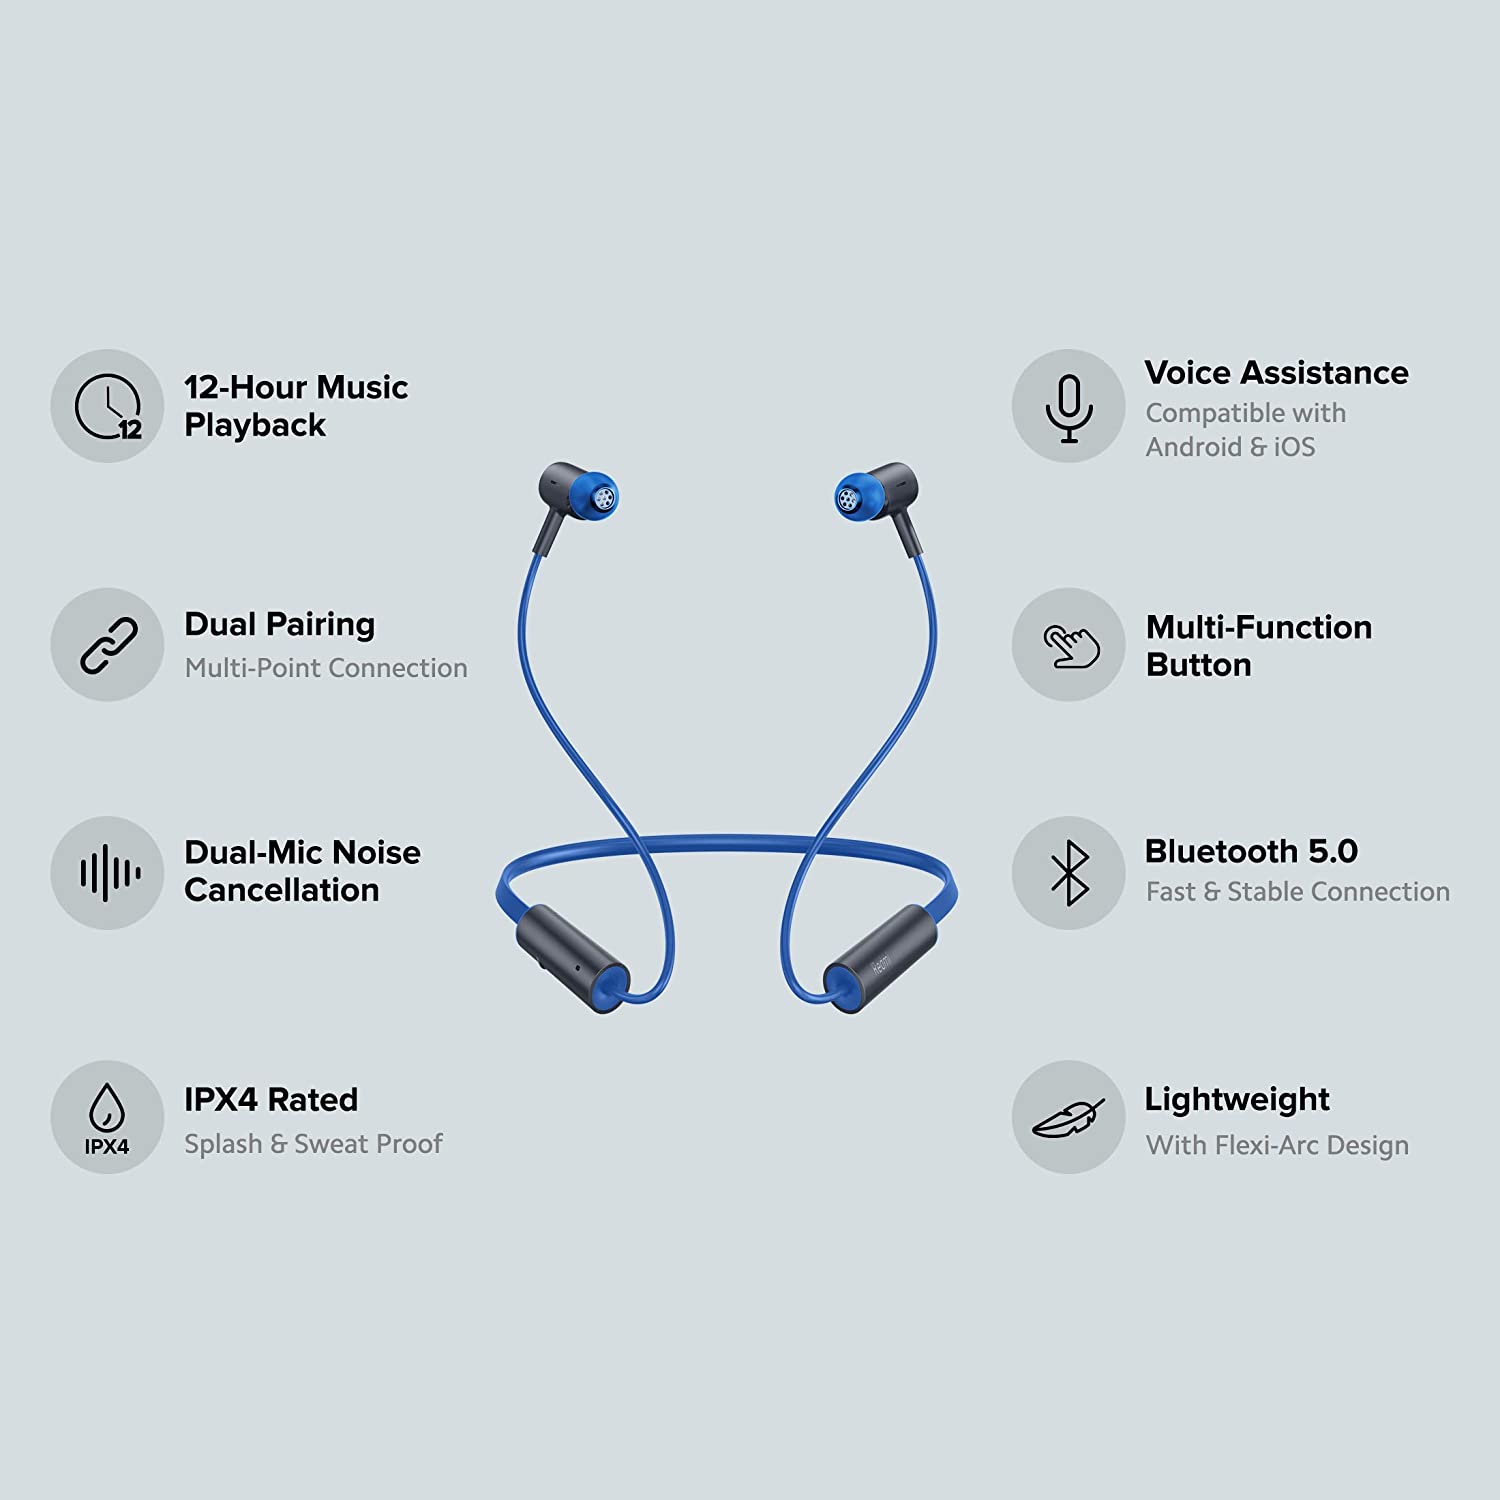 12-Hour Music
Playback
12
Dual Pairing
Multi-Point Connection
Dual-Mic Noise
Cancellation
IPX4 Rated
Splash & Sweat Proof
IPX4
Redmi
Voice Assistance
Compatible with
Android & iOS
Multi-Function
Button
Bluetooth 5.0
Fast & Stable Connection
Lightweight
With Flexi-Arc Design